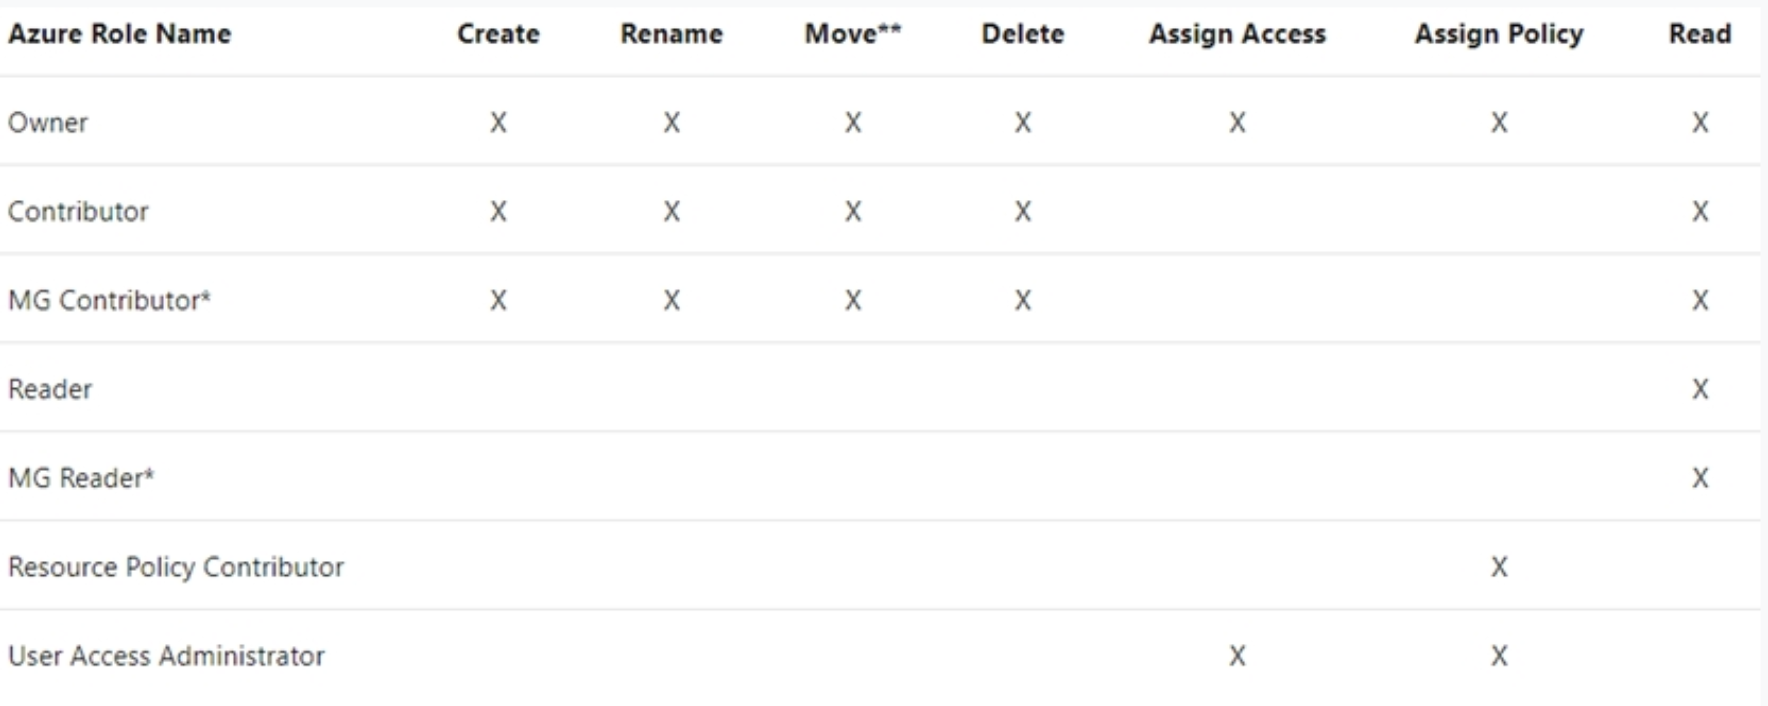 Azure Role Name Create Rename Move** Delete Assign Access Assign Policy Read
Owner X X X X X X X
Contributor X X X X X
MG Contributor* X X X X X
Reader X
MG Reader* X
Resource Policy Contributor X
User Access Administrator X X